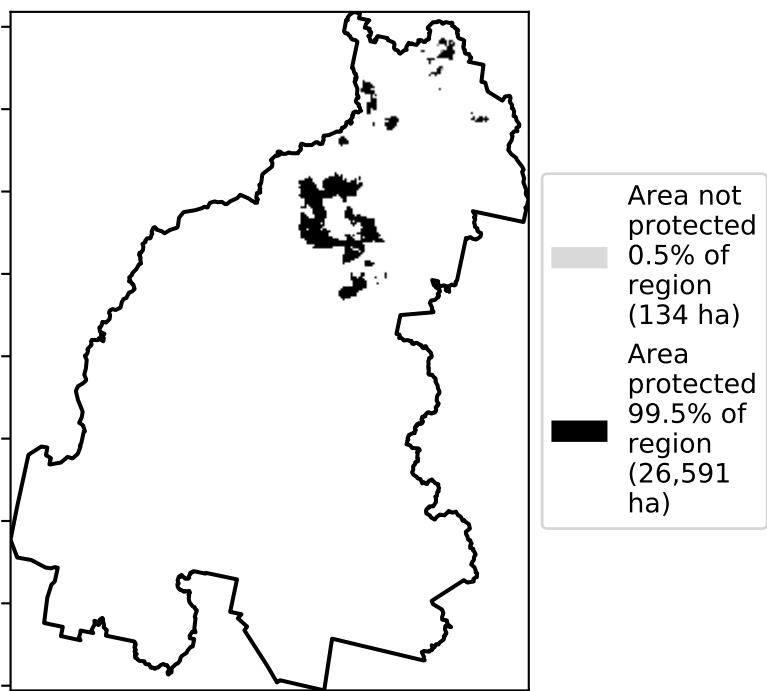 Area not
protected
0.5% of
region
(134 ha)
Area
protected
99.5% of
region
(26,591
ha)